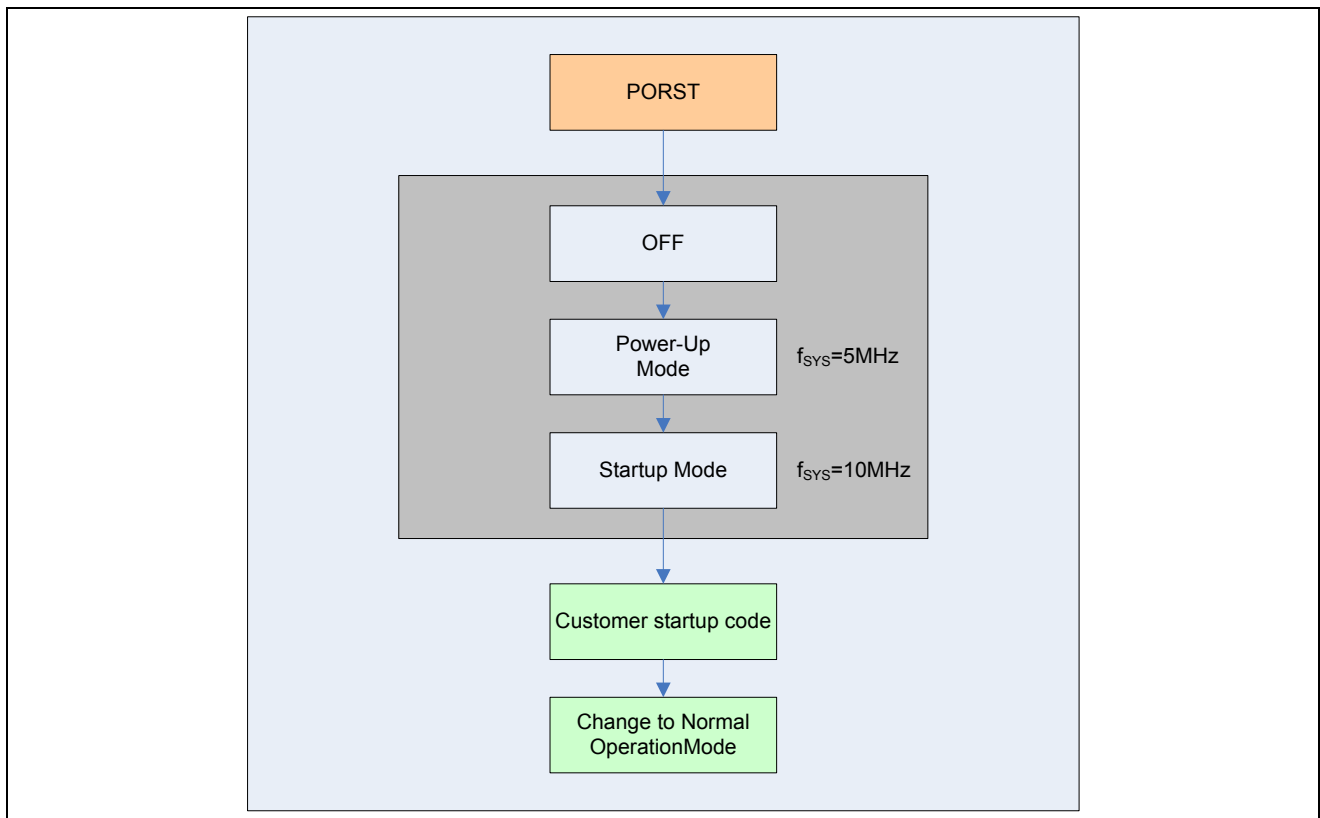 PORST
OFF
Power-Up
Mode
fSYS=5MHz
Startup Mode
fSYS=10MHz
Customer startup code
Change to Normal
OperationMode